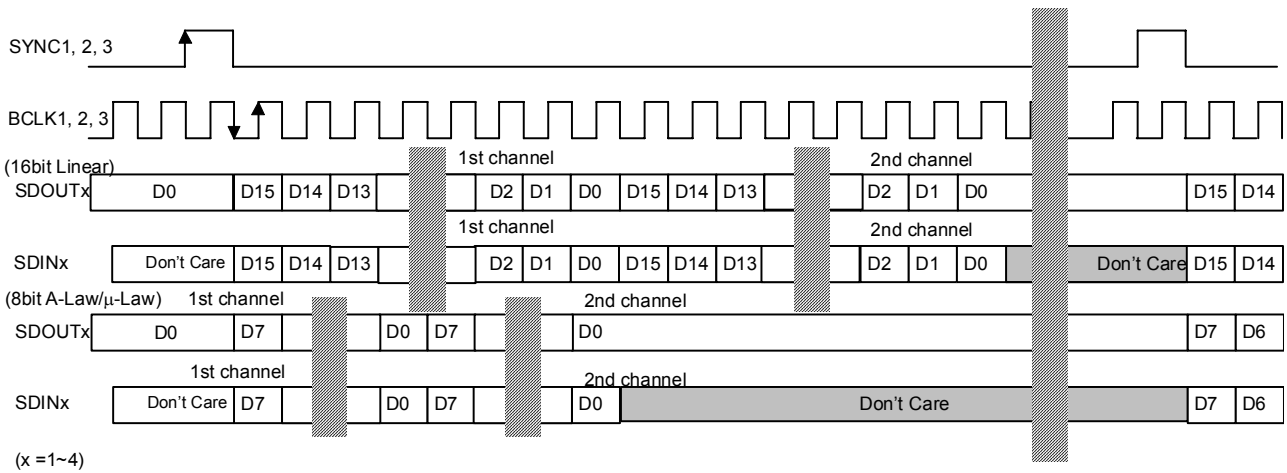 SYNC1, 2, 3
BCLK1, 2, 3
(16bit Linear)
1st channel 2nd channel
SDOUTx D0 D15 D14 D13 D2 D1 D0 D15 D14 D13 D2 D1 D0 D15 D14
1st channel 2nd channel
SDINx Don't Care D15 D14 D13 D2 D1 D0 D15 D14 D13 D2 D1 D0 Don't Care D15 D14
(8bit A-Law/μ-Law) 1st channel 2nd channel
SDOUTx D0 D7 D0 D7 D0 D7 D6
1st channel 2nd channel
SDINx Don't Care D7 D0 D7 D0 Don't Care D7 D6
(x =1~4)